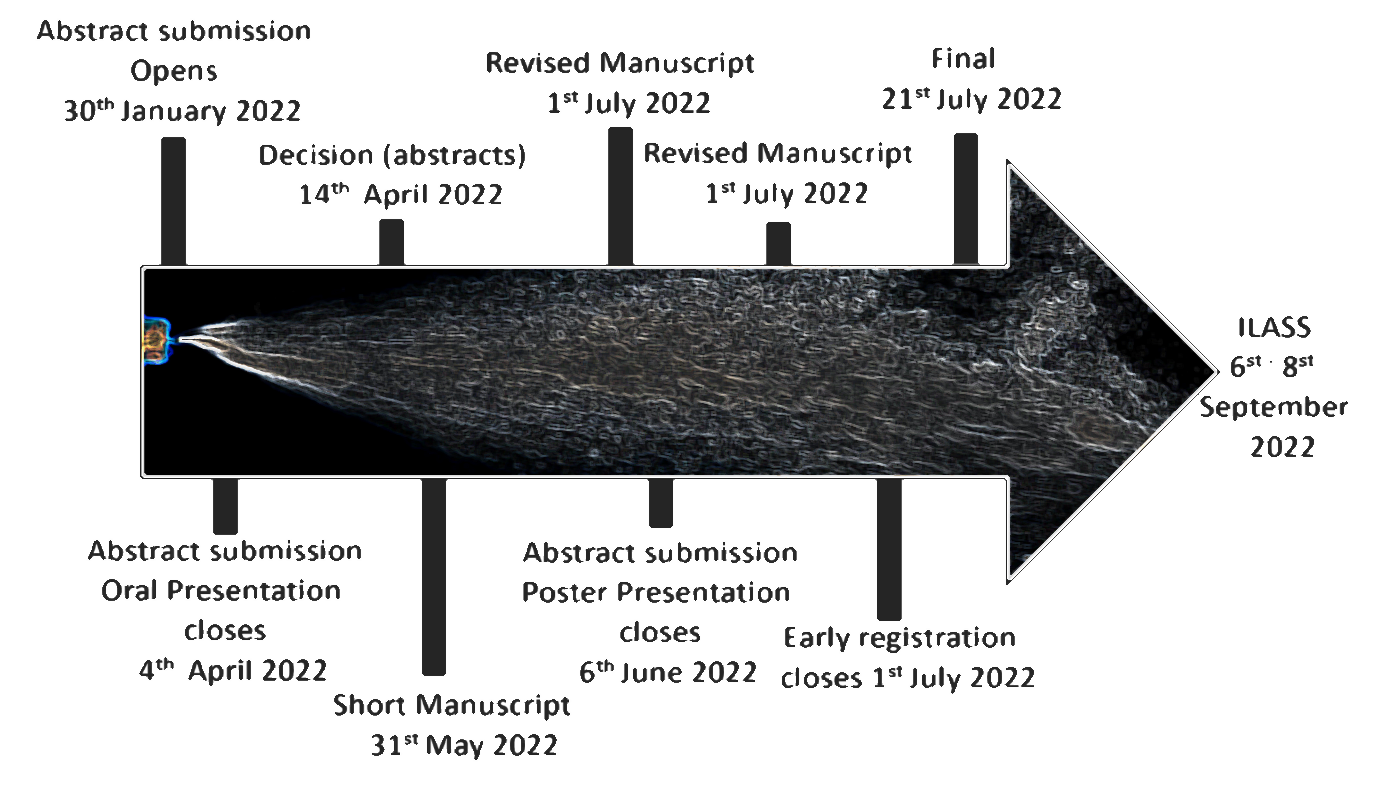 Abstract submission
Opens
30th January 2022
Decision (abstracts)
14th April 2022
Revised Manuscript
1st July 2022
Revised Manuscript
1st July 2022
Final
21st July 2022
ILASS
6st - 8st
September
2022
Abstract submission
Oral Presentation
closes
4th April 2022
Short Manuscript
31st May 2022
Abstract submission
Poster Presentation
closes
6th June 2022
Early registration
closes 1st July 2022